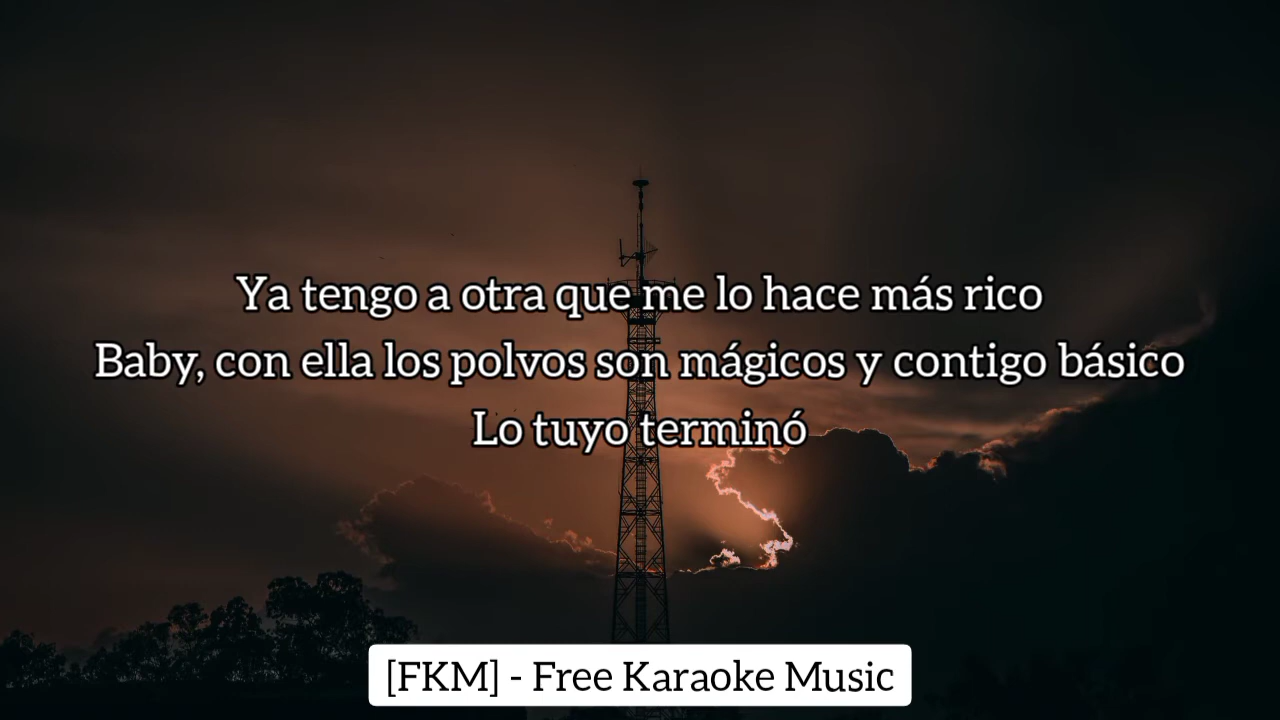 Ya tengo a otra que me lo hace más rico
Baby, con ella los polvos son mágicos y contigo básico
Lo tuyo terminó
[FKM] - Free Karaoke Music